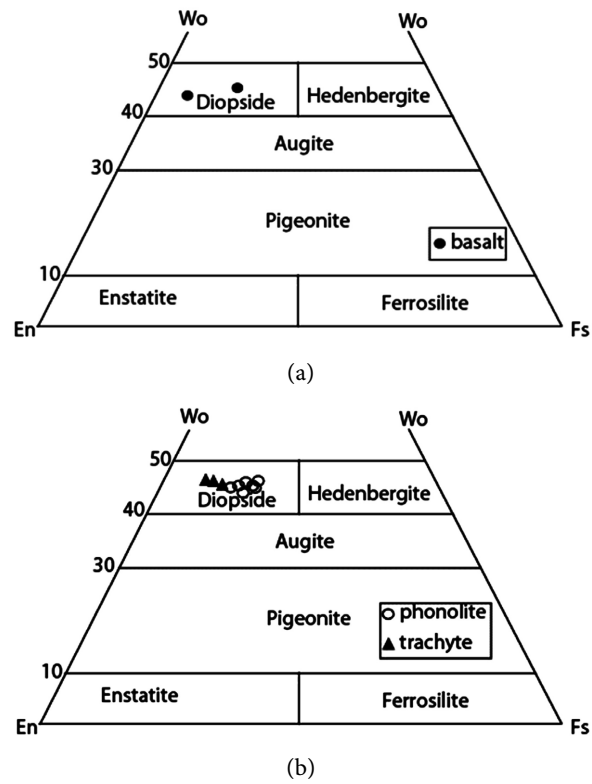 Wo Wo
50
Diopside Hedenbergite
40
Augite
30
Pigeonite
basalt
10
Enstatite Ferrosilite
En Fs
(a)
Wo Wo
50
Diopside Hedenbergite
40
Augite
30
Pigeonite
phonolite
trachyte
10
Enstatite Ferrosilite
En Fs
(b)